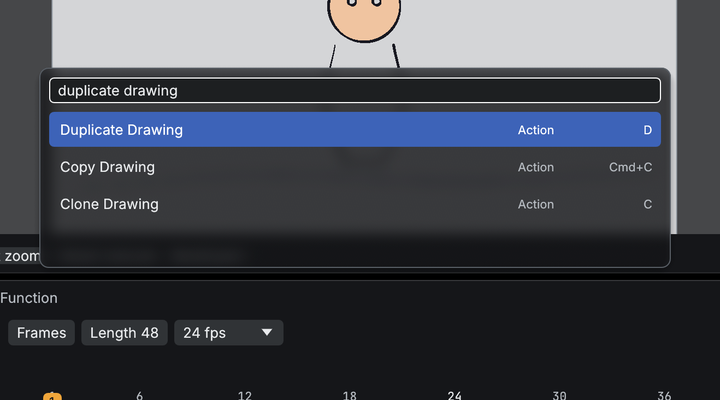 duplicate drawing
Duplicate Drawing Action D
Copy Drawing Action Cmd+C
Clone Drawing Action C
zoom
Function
Frames Length 48 24 fps
1 6 12 18 24 30 36